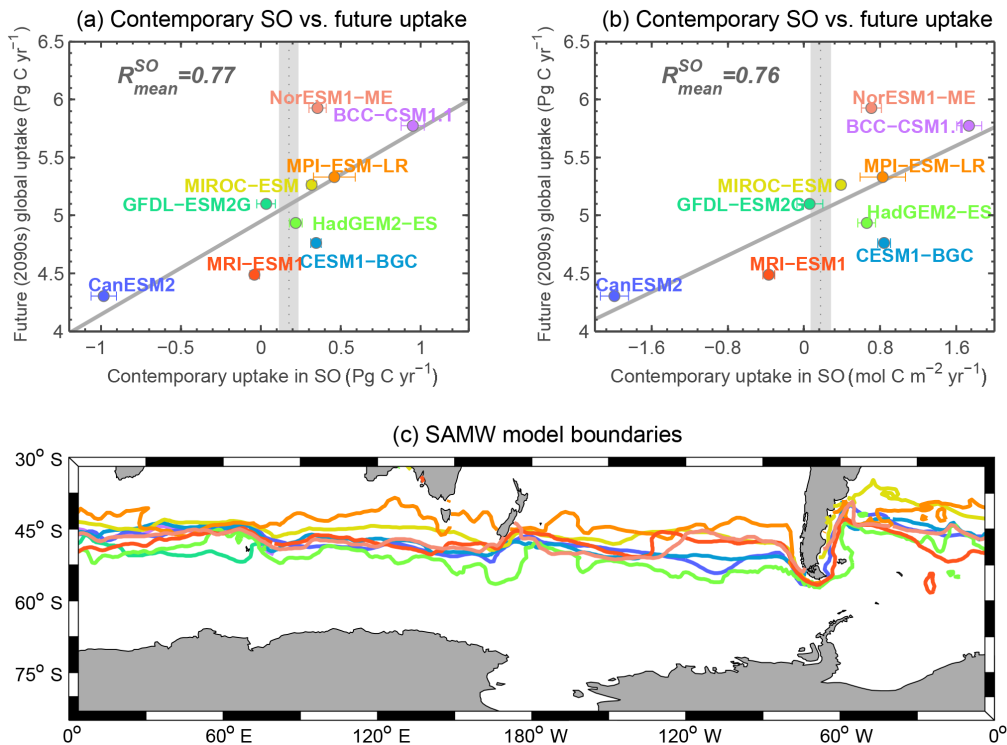 (a) Contemporary SO vs. future uptake
Future (2090s) global uptake (Pg C yr⁻¹)
6.5
6
5.5
5
4.5
4
R^SO_mean=0.77
NorESM1−ME
BCC−CSM1.1
MPI−ESM−LR
MIROC−ESM
GFDL−ESM2G
HadGEM2−ES
CESM1−BGC
MRI−ESM1
CanESM2
−1 −0.5 0 0.5 1
Contemporary uptake in SO (Pg C yr⁻¹)
(b) Contemporary SO vs. future uptake
Future (2090s) global uptake (Pg C yr⁻¹)
6.5
6
5.5
5
4.5
4
R^SO_mean=0.76
NorESM1−ME
BCC−CSM1.1
MPI−ESM−LR
MIROC−ESM
GFDL−ESM2G
HadGEM2−ES
CESM1−BGC
MRI−ESM1
CanESM2
−1.6 −0.8 0 0.8 1.6
Contemporary uptake in SO (mol C m⁻² yr⁻¹)
(c) SAMW model boundaries
30° S
45° S
60° S
75° S
0° 60° E 120° E 180° W 120° W 60° W 0°